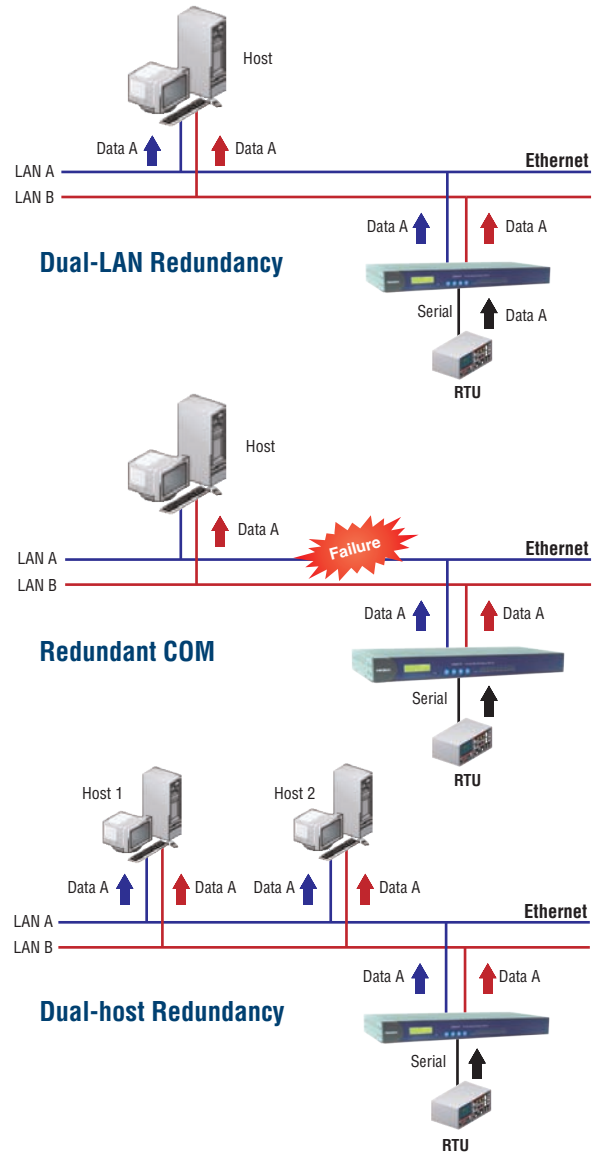 Host
Data A
Data A
LAN A
Ethernet
LAN B
Data A
Data A
Dual-LAN Redundancy
Serial
Data A
RTU
Host
Data A
Failure
LAN A
Ethernet
LAN B
Data A
Data A
Redundant COM
Serial
RTU
Host 1
Host 2
Data A
Data A
Data A
Data A
LAN A
Ethernet
LAN B
Data A
Data A
Dual-host Redundancy
Serial
RTU